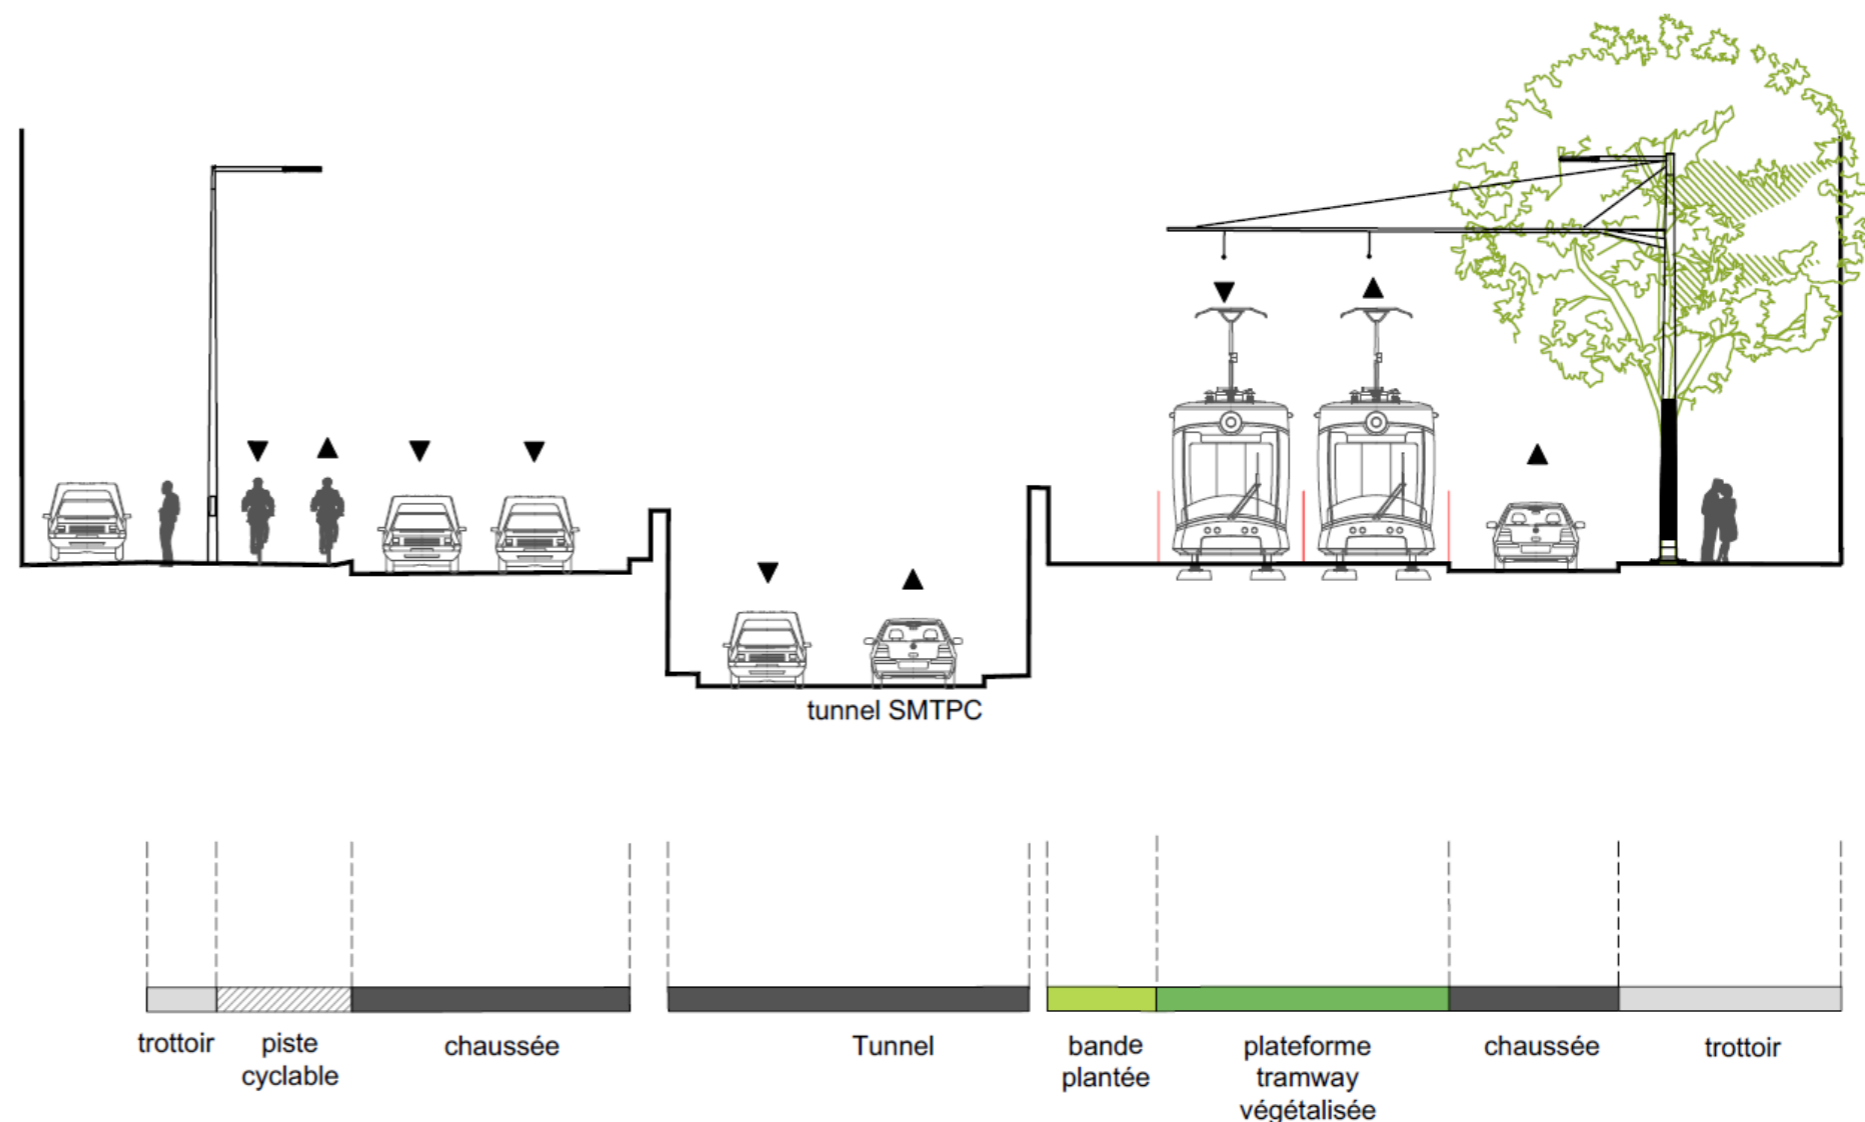 tunnel SMTPC
trottoir
piste
cyclable
chaussée
Tunnel
bande
plantée
plateforme
tramway
végétalisée
chaussée
trottoir